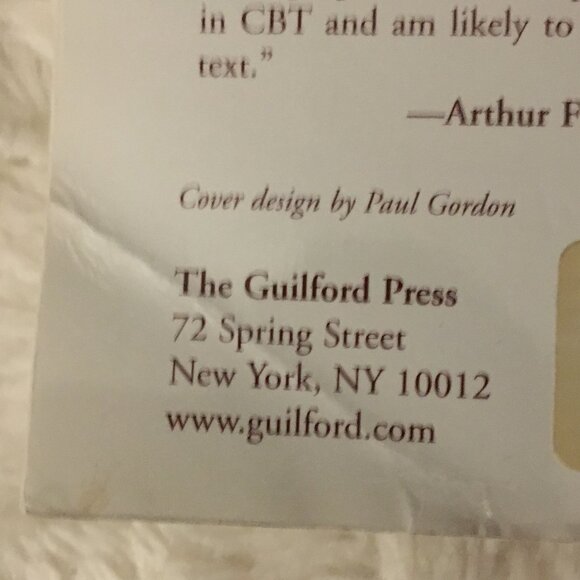 in CBT and am likely to
text.”
—Arthur F
Cover design by Paul Gordon
The Guilford Press
72 Spring Street
New York, NY 10012
www.guilford.com